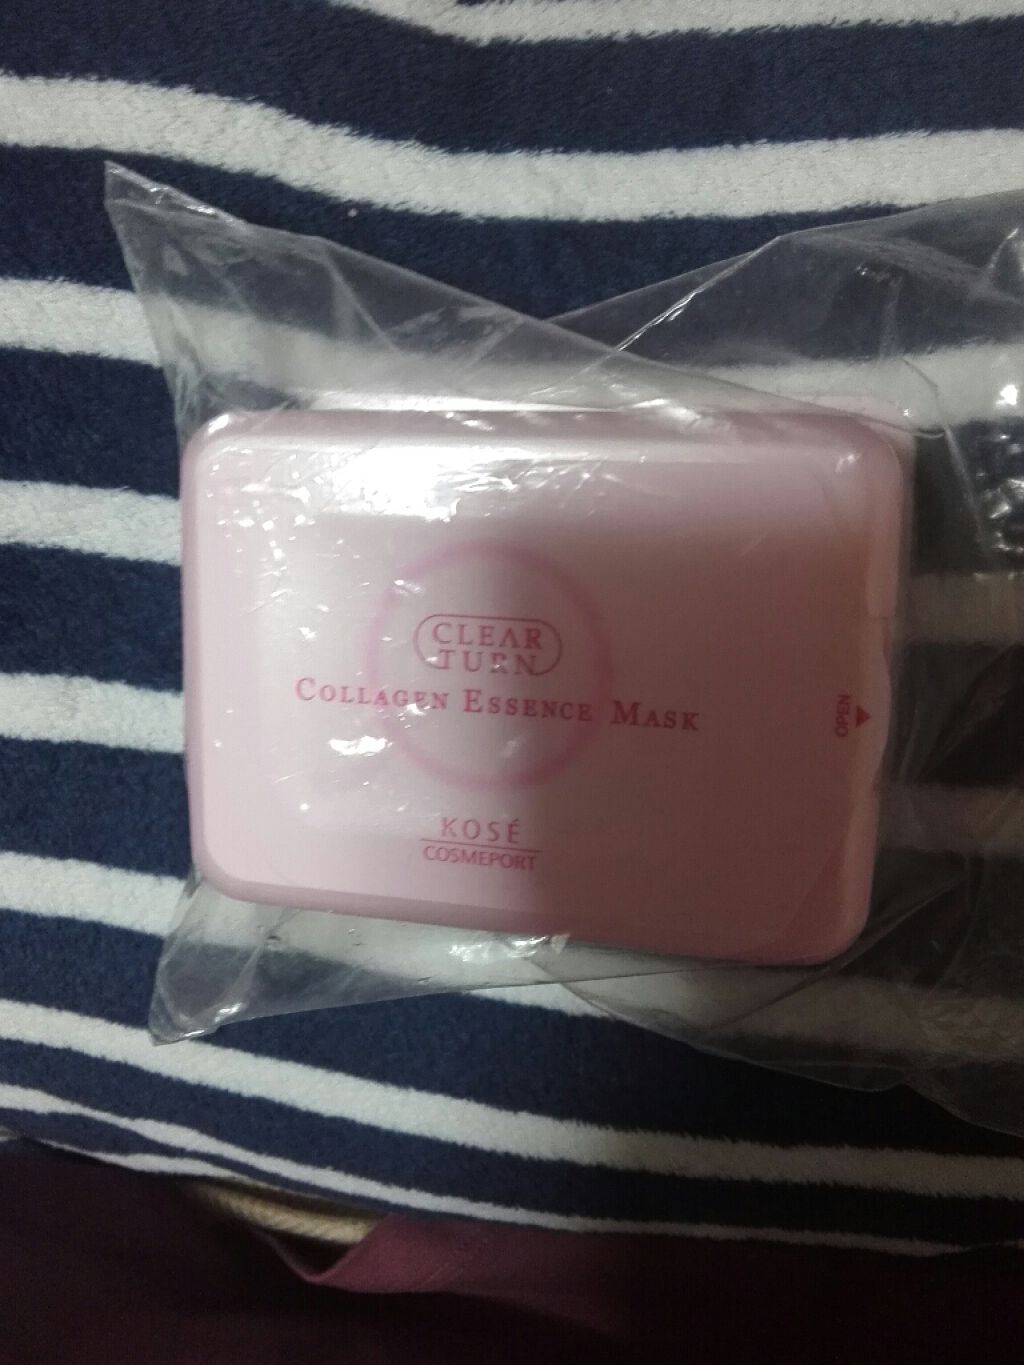 CLEAR
TURN
COLLAGEN ESSENCE MASK
OPEN
KOSÉ
COSMEPORT